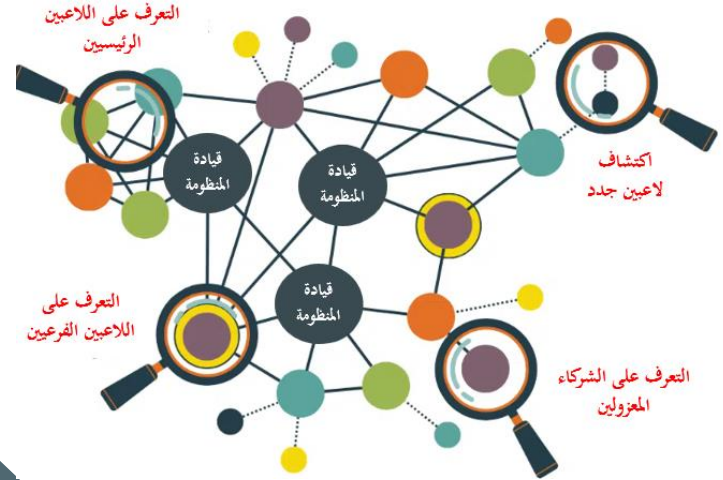 التعرف على اللاعبين
الرئيسيين
اكتشاف
لاعبين جدد
قيادة
المنظومة
قيادة
المنظومة
قيادة
المنظومة
التعرف على
اللاعبين الفرعيين
التعرف على الشركاء
المعزولين